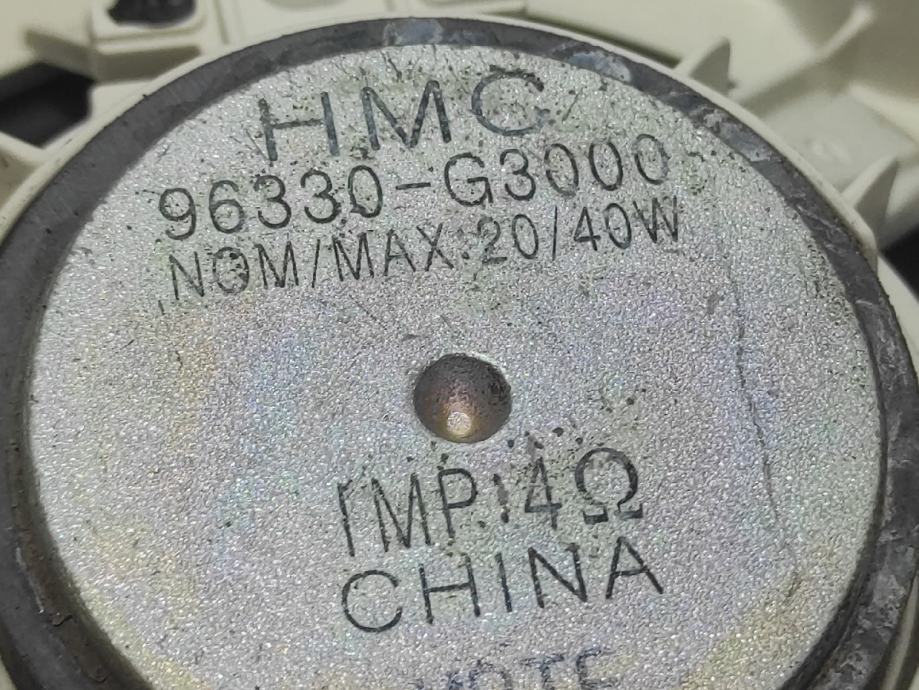 HMC
96330-G3000
NOM/MAX:20/40W
IMP:4Ω
CHINA